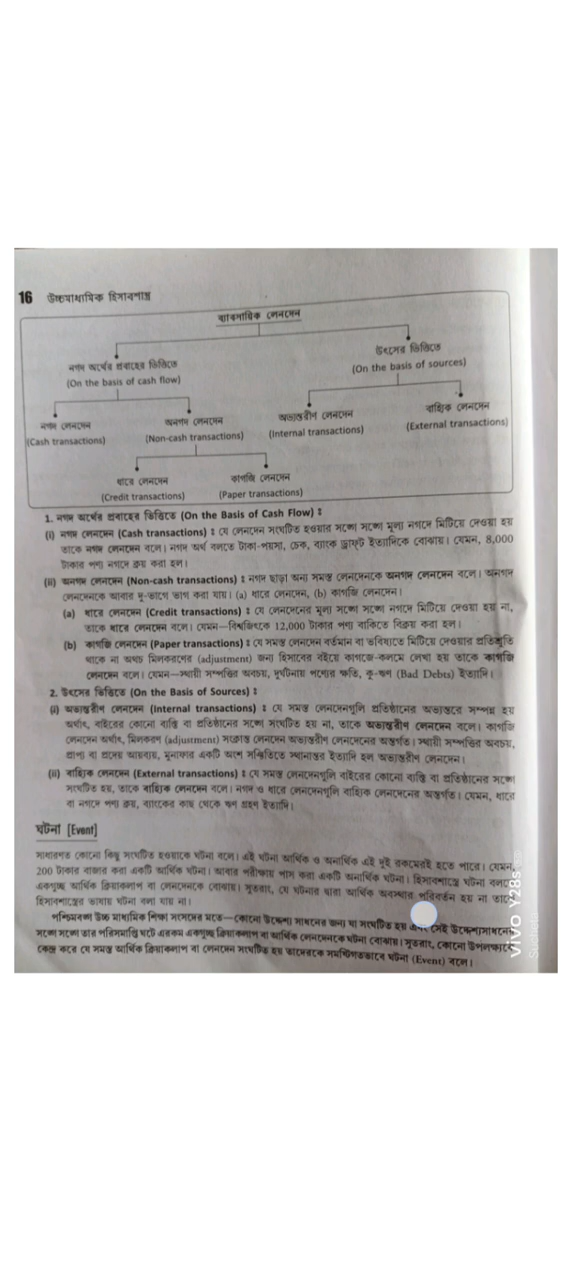 16 উচ্চমাধ্যমিক হিসাবশাস্ত্র
ব্যাবসায়িক লেনদেন
নগদ অর্থের প্রবাহের ভিত্তিতে
(On the basis of cash flow)
উৎসের ভিত্তিতে
(On the basis of sources)
নগদ লেনদেন
(Cash transactions)
অনগদ লেনদেন
(Non-cash transactions)
অভ্যন্তরীণ লেনদেন
(Internal transactions)
বাহ্যিক লেনদেন
(External transactions)
ধারে লেনদেন
(Credit transactions)
কাগজি লেনদেন
(Paper transactions)
1. নগদ অর্থের প্রবাহের ভিত্তিতে (On the Basis of Cash Flow) :
(i) নগদ লেনদেন (Cash transactions) : যে লেনদেন সংঘটিত হওয়ার সঙ্গে সঙ্গে মূল্য নগদে মিটিয়ে দেওয়া হয়
তাকে নগদ লেনদেন বলে। নগদ অর্থ বলতে টাকা-পয়সা, চেক, ব্যাংক ড্রাফ্‌ট ইত্যাদিকে বোঝায়। যেমন, 8,000
টাকার পণ্য নগদে ক্রয় করা হল।
(ii) অনগদ লেনদেন (Non-cash transactions) : নগদ ছাড়া অন্য সমস্ত লেনদেনকে অনগদ লেনদেন বলে। অনগদ
লেনদেনকে আবার দু-ভাগে ভাগ করা যায়। (a) ধারে লেনদেন, (b) কাগজি লেনদেন।
(a) ধারে লেনদেন (Credit transactions) : যে লেনদেনের মূল্য সঙ্গে সঙ্গে নগদে মিটিয়ে দেওয়া হয় না,
তাকে ধারে লেনদেন বলে। যেমন—বিশ্বজিৎকে 12,000 টাকার পণ্য বাকিতে বিক্রয় করা হল।
(b) কাগজি লেনদেন (Paper transactions) : যে সমস্ত লেনদেন বর্তমান বা ভবিষ্যতে মিটিয়ে দেওয়ার প্রতিশ্রুতি
থাকে না অথচ মিলকরণের (adjustment) জন্য হিসাবের বইয়ে কাগজে-কলমে লেখা হয় তাকে কাগজি
লেনদেন বলে। যেমন—স্থায়ী সম্পত্তির অবচয়, দুর্ঘটনায় পণ্যের ক্ষতি, কু-ঋণ (Bad Debts) ইত্যাদি।
2. উৎসের ভিত্তিতে (On the Basis of Sources) :
(i) অভ্যন্তরীণ লেনদেন (Internal transactions) : যে সমস্ত লেনদেনগুলি প্রতিষ্ঠানের অভ্যন্তরে সম্পন্ন হয়
অর্থাৎ, বাইরের কোনো ব্যক্তি বা প্রতিষ্ঠানের সঙ্গে সংঘটিত হয় না, তাকে অভ্যন্তরীণ লেনদেন বলে। কাগজি
লেনদেন অর্থাৎ, মিলকরণ (adjustment) সংক্রান্ত লেনদেন অভ্যন্তরীণ লেনদেনের অন্তর্গত। স্থায়ী সম্পত্তির অবচয়,
প্রাপ্য বা প্রদেয় আয়ব্যয়, মুনাফার একটি অংশ সঞ্চিতিতে স্থানান্তর ইত্যাদি হল অভ্যন্তরীণ লেনদেন।
(ii) বাহ্যিক লেনদেন (External transactions) : যে সমস্ত লেনদেনগুলি বাইরের কোনো ব্যক্তি বা প্রতিষ্ঠানের সঙ্গে
সংঘটিত হয়, তাকে বাহ্যিক লেনদেন বলে। নগদ ও ধারে লেনদেনগুলি বাহ্যিক লেনদেনের অন্তর্গত। যেমন, ধারে
বা নগদে পণ্য ক্রয়, ব্যাংকের কাছ থেকে ঋণ গ্রহণ ইত্যাদি।
ঘটনা [Event]
সাধারণত কোনো কিছু সংঘটিত হওয়াকে ঘটনা বলে। এই ঘটনা আর্থিক ও অনার্থিক এই দুই রকমেরই হতে পারে। যেমন,
200 টাকার বাজার করা একটি আর্থিক ঘটনা। আবার পরীক্ষায় পাস করা একটি অনার্থিক ঘটনা। হিসাবশাস্ত্রে ঘটনা বলতে
একগুচ্ছ আর্থিক ক্রিয়াকলাপ বা লেনদেনকে বোঝায়। সুতরাং, যে ঘটনার দ্বারা আর্থিক অবস্থার পরিবর্তন হয় না তাকে
হিসাবশাস্ত্রের ভাষায় ঘটনা বলা যায় না।
পশ্চিমবঙ্গ উচ্চ মাধ্যমিক শিক্ষা সংসদের মতে—কোনো উদ্দেশ্য সাধনের জন্য যা সংঘটিত হয় এবং সেই উদ্দেশ্যসাধনের
সঙ্গে সঙ্গে তার পরিসমাপ্তি ঘটে এরকম একগুচ্ছ ক্রিয়াকলাপ বা আর্থিক লেনদেনকে ঘটনা বোঝায়। সুতরাং, কোনো উপলক্ষ্যকে
কেন্দ্র করে যে সমস্ত আর্থিক ক্রিয়াকলাপ বা লেনদেন সংঘটিত হয় তাদেরকে সমষ্টিগতভাবে ঘটনা (Event) বলে।
vivo Y28s